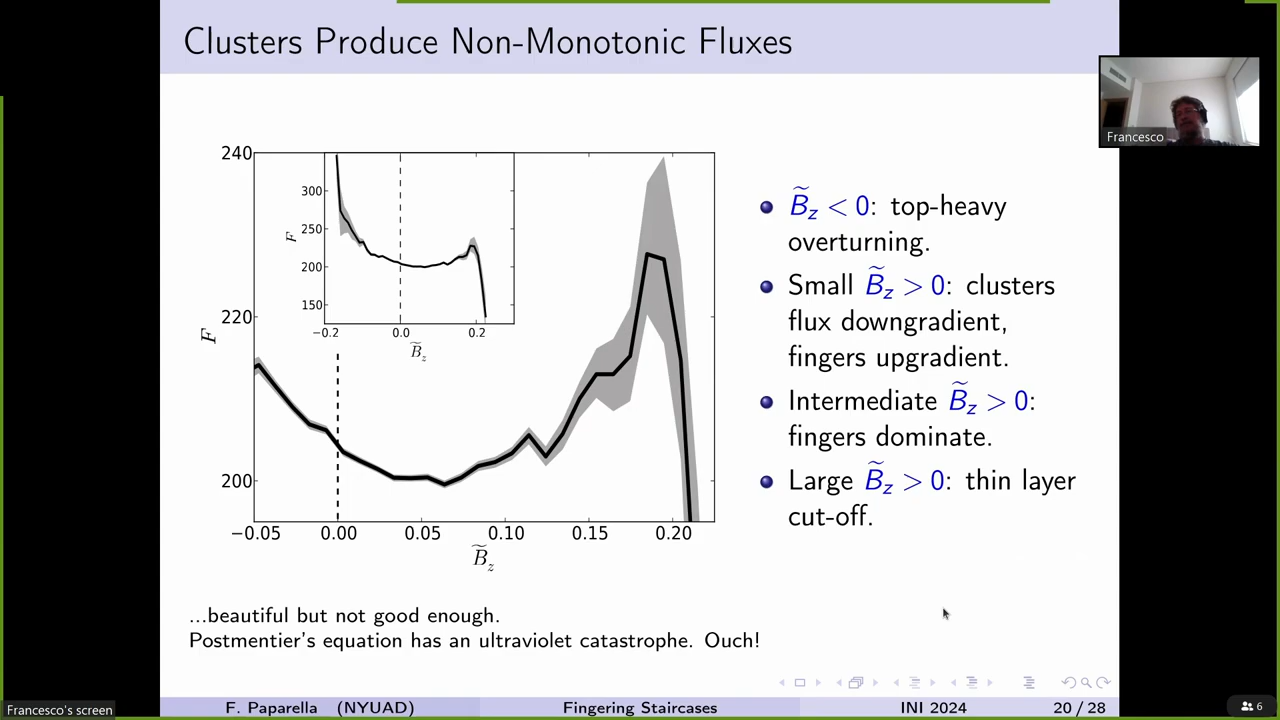 Clusters Produce Non-Monotonic Fluxes
Francesco
240
220
200
F
−0.05 0.00 0.05 0.10 0.15 0.20
B̃z
300
250
200
150
F
−0.2 0.0 0.2
B̃z
B̃z < 0: top-heavy
overturning.
Small B̃z > 0: clusters
flux downgradient,
fingers upgradient.
Intermediate B̃z > 0:
fingers dominate.
Large B̃z > 0: thin layer
cut-off.
...beautiful but not good enough.
Postmentier's equation has an ultraviolet catastrophe. Ouch!
Francesco's screen
F. Paparella (NYUAD) Fingering Staircases INI 2024 20 / 28
6